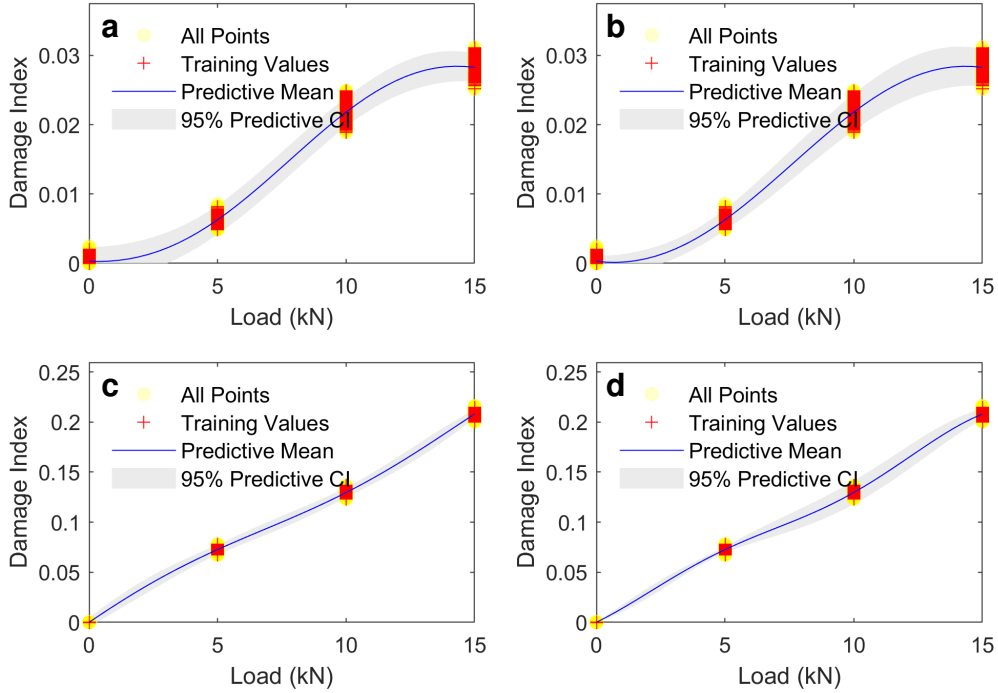 a
All Points
Training Values
Predictive Mean
95% Predictive CI
0.03
0.02
0.01
0
0
5
10
15
Damage Index
Load (kN)
b
All Points
Training Values
Predictive Mean
95% Predictive CI
0.03
0.02
0.01
0
0
5
10
15
Damage Index
Load (kN)
c
All Points
Training Values
Predictive Mean
95% Predictive CI
0.25
0.2
0.15
0.1
0.05
0
0
5
10
15
Damage Index
Load (kN)
d
All Points
Training Values
Predictive Mean
95% Predictive CI
0.25
0.2
0.15
0.1
0.05
0
0
5
10
15
Damage Index
Load (kN)